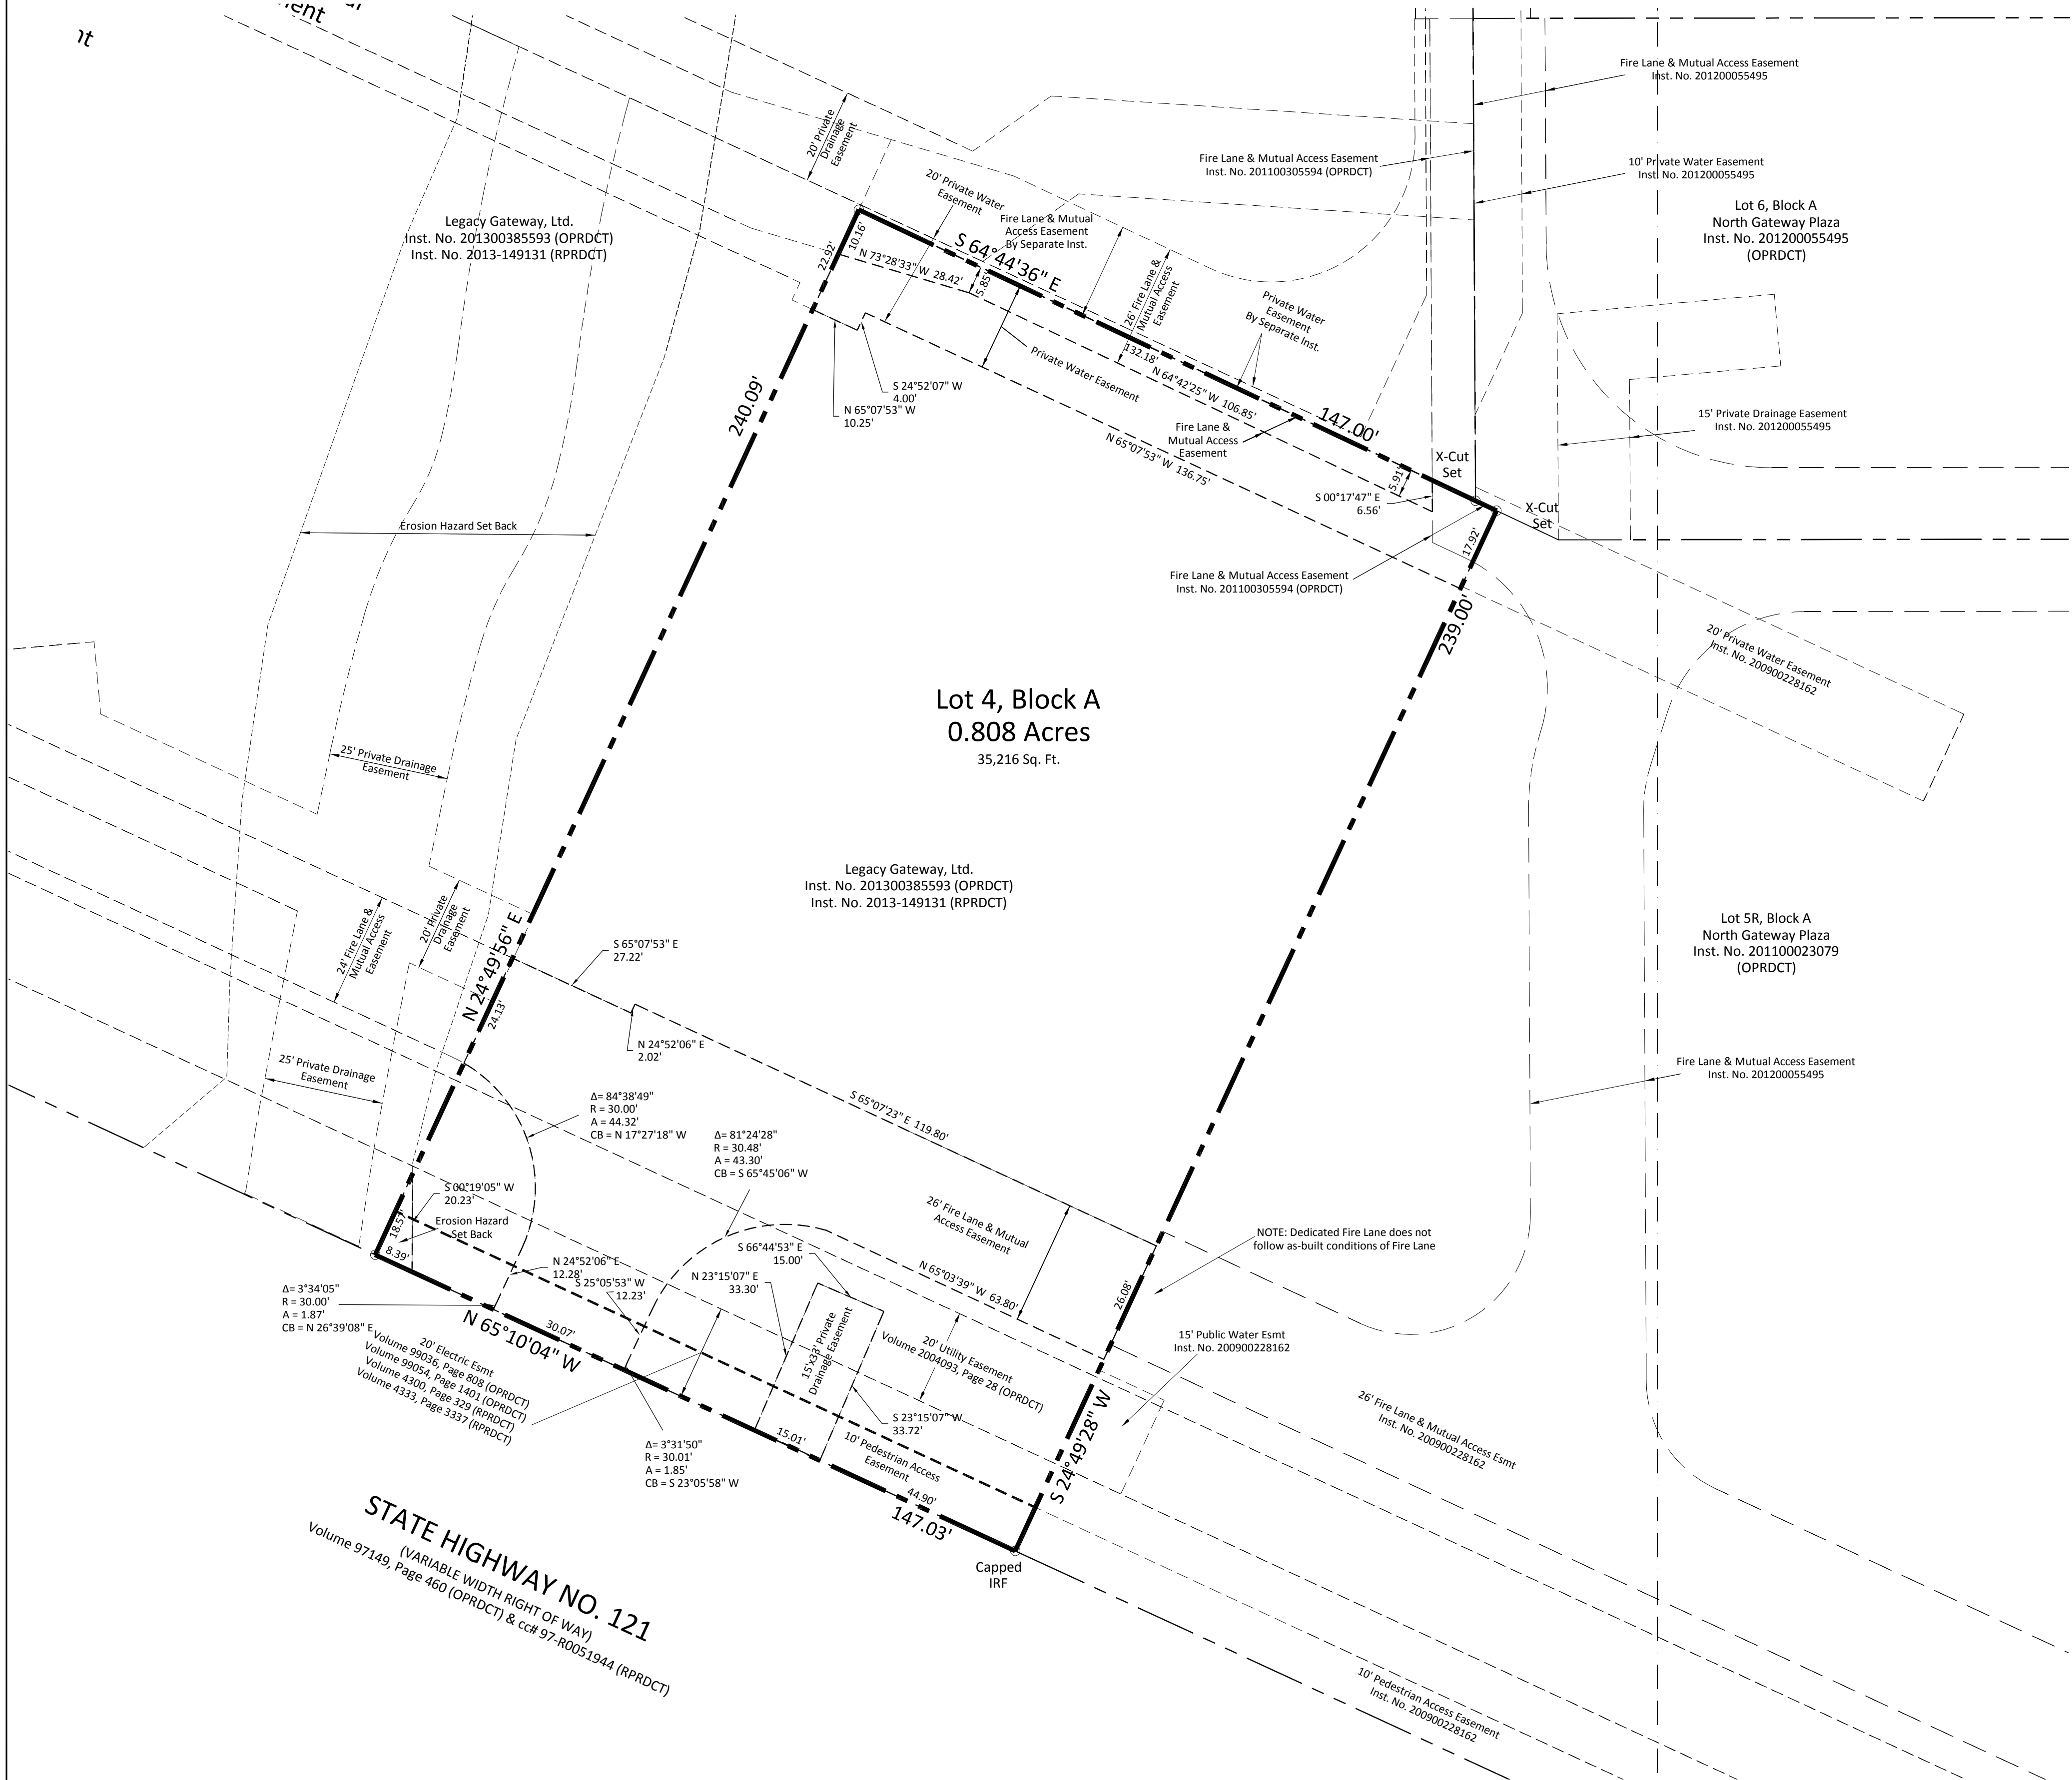 ent
nt
20' Private
Drainage
Easement
Legacy Gateway, Ltd.
Inst. No. 201300385593 (OPRDCT)
Inst. No. 2013-149131 (RPRDCT)
20' Private Water
Easement
Fire Lane & Mutual
Access Easement
By Separate Inst.
Fire Lane & Mutual Access Easement
Inst. No. 201100305594 (OPRDCT)
Fire Lane & Mutual Access Easement
Inst. No. 201200055495
10' Private Water Easement
Inst. No. 201200055495
Lot 6, Block A
North Gateway Plaza
Inst. No. 201200055495
(OPRDCT)
22.92'
10.16'
S 64°44'36" E
N 73°28'33" W 28.42'
5.85'
26' Fire Lane &
Mutual Access
Easement
Private Water
Easement
By Separate Inst.
132.18'
Private Water Easement
N 64°42'25" W 106.85'
147.00'
S 24°52'07" W
4.00'
N 65°07'53" W
10.25'
240.09'
N 65°07'53" W 136.75'
Fire Lane &
Mutual Access
Easement
15' Private Drainage Easement
Inst. No. 201200055495
X-Cut
Set
5.91'
S 00°17'47" E
6.56'
X-Cut
Set
17.92'
Erosion Hazard Set Back
Fire Lane & Mutual Access Easement
Inst. No. 201100305594 (OPRDCT)
239.00'
20' Private Water Easement
Inst. No. 200900228162
Lot 4, Block A
0.808 Acres
35,216 Sq. Ft.
25' Private Drainage
Easement
Legacy Gateway, Ltd.
Inst. No. 201300385593 (OPRDCT)
Inst. No. 2013-149131 (RPRDCT)
Lot 5R, Block A
North Gateway Plaza
Inst. No. 201100023079
(OPRDCT)
24' Fire Lane &
Mutual Access
Easement
20' Private
Drainage
Easement
N 24°49'56" E
24.13'
S 65°07'53" E
27.22'
N 24°52'06" E
2.02'
25' Private Drainage
Easement
Fire Lane & Mutual Access Easement
Inst. No. 201200055495
S 65°07'23" E 119.80'
Δ= 84°38'49"
R = 30.00'
A = 44.32'
CB = N 17°27'18" W
Δ= 81°24'28"
R = 30.48'
A = 43.30'
CB = S 65°45'06" W
S 00°19'05" W
20.23'
18.57'
Erosion Hazard
Set Back
8.39'
26' Fire Lane & Mutual
Access Easement
NOTE: Dedicated Fire Lane does not
follow as-built conditions of Fire Lane
S 66°44'53" E
15.00'
N 24°52'06" E
12.28'
S 25°05'53" W
12.23'
N 23°15'07" E
33.30'
N 65°03'39" W 63.80'
26.08'
Δ= 3°34'05"
R = 30.00'
A = 1.87'
CB = N 26°39'08" E
N 65°10'04" W
30.07'
15'x33' Private
Drainage Easement
20' Utility Easement
Volume 2004093, Page 28 (OPRDCT)
15' Public Water Esmt
Inst. No. 200900228162
20' Electric Esmt
Volume 99036, Page 808 (OPRDCT)
Volume 99054, Page 1401 (OPRDCT)
Volume 4300, Page 329 (RPRDCT)
Volume 4333, Page 3337 (RPRDCT)
S 23°15'07" W
33.72'
S 24°49'28" W
26' Fire Lane & Mutual Access Esmt
Inst. No. 200900228162
15.01'
Δ= 3°31'50"
R = 30.01'
A = 1.85'
CB = S 23°05'58" W
10' Pedestrian Access
Easement
44.90'
147.03'
Capped
IRF
STATE HIGHWAY NO. 121
(VARIABLE WIDTH RIGHT OF WAY)
Volume 97149, Page 460 (OPRDCT) & cc# 97-R0051944 (RPRDCT)
10' Pedestrian Access Easement
Inst. No. 200900228162